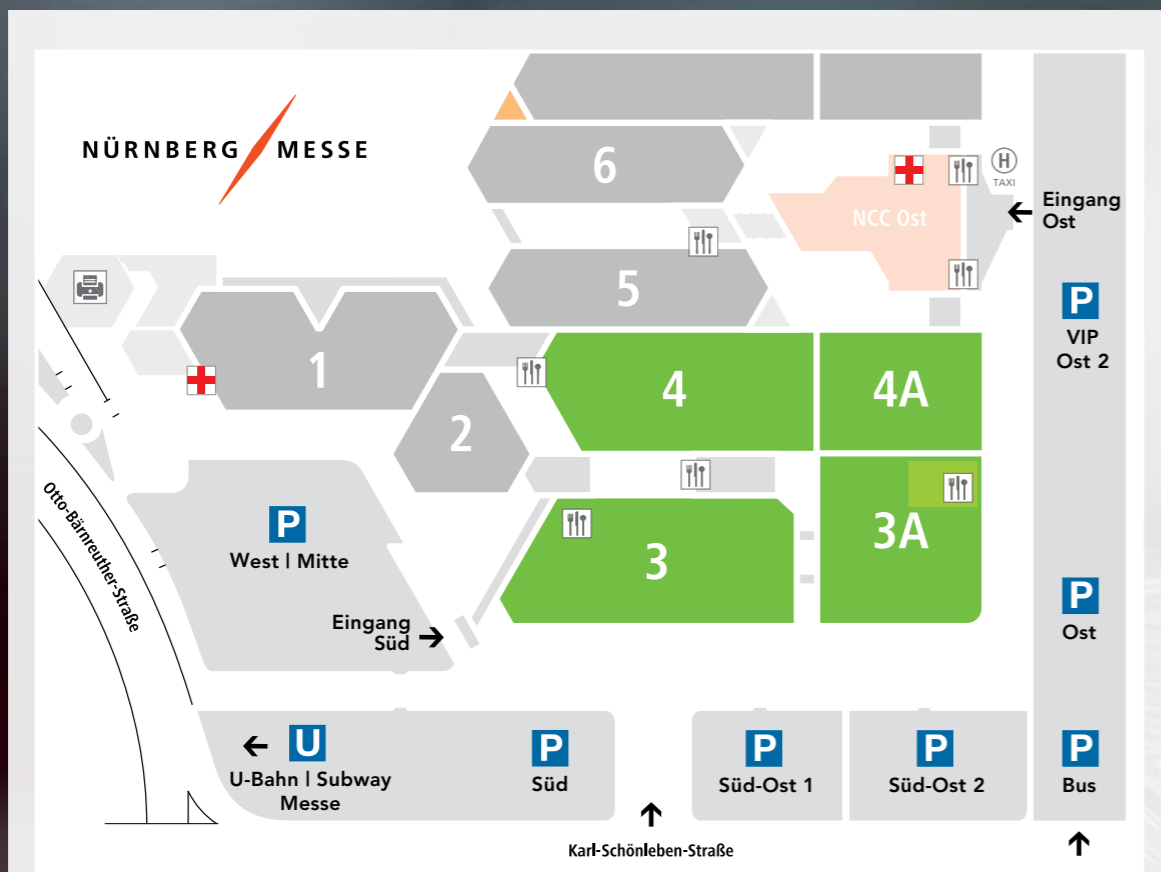 NÜRNBERG MESSE
6
H
TAXI
NCC Ost
Eingang
Ost
5
P
VIP
Ost 2
1
4
4A
2
P
West | Mitte
Otto-Bärnreuther-Straße
3
3A
Eingang
Süd
P
Ost
U
U-Bahn | Subway
Messe
P
Süd
P
Süd-Ost 1
P
Süd-Ost 2
P
Bus
Karl-Schönleben-Straße